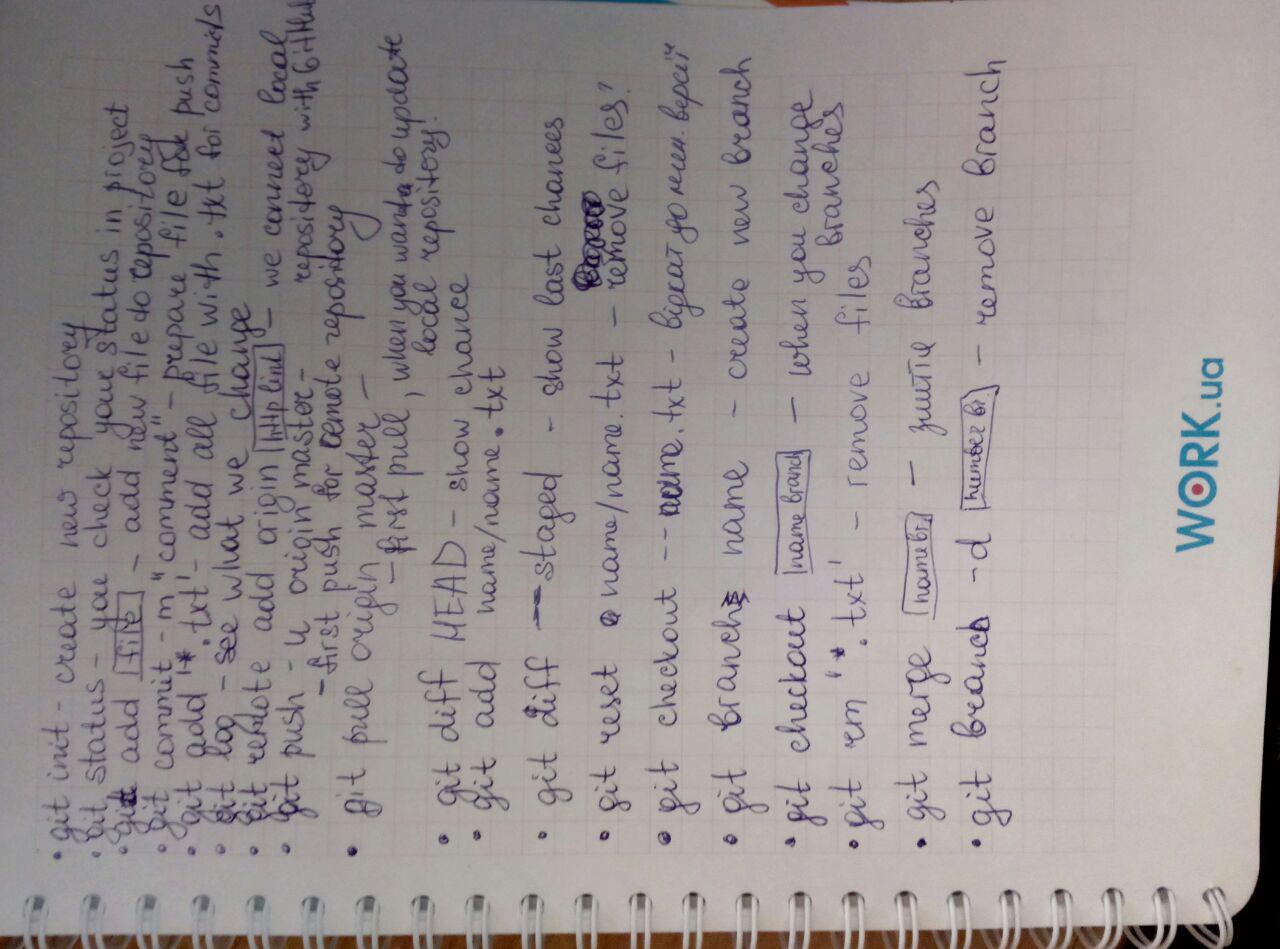 • git init - create new repository
• git status - you check your status in project
• git add [file] - add new file do repository
• git commit -m "comment" - prepare file for push
• git add '*.txt' - add all file with .txt for commits
• git log - see what we change
• git remote add origin [http link] - we connect local
• git push -u origin master - repository with GitHub
- first push for remote repository
• git pull origin master -
- first pull, when you want do update
local repository!
• git diff HEAD - show chance
• git add name/name.txt
• git diff --staged - show last chances
• git reset name/name.txt - remove files?
• git checkout -- name.txt - відкат до мин. версії
• git branch name - create new branch
• git checkout [name branch] - when you change
branches
• git rm '*.txt' - remove files
• git merge [name br.] - злиття branches
• git branch -d [number br.] - remove branch
WORK.ua